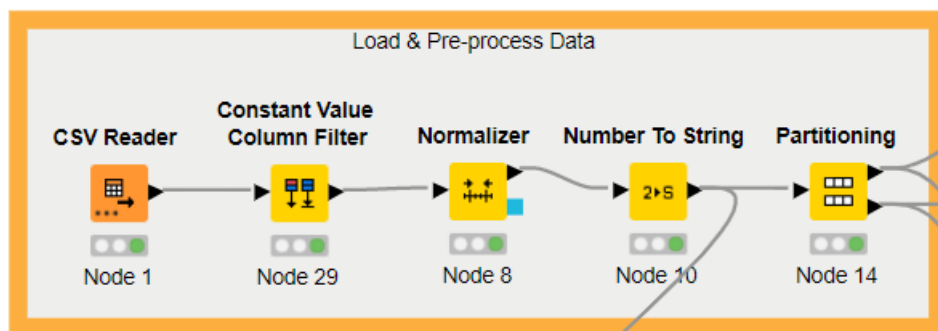 Load & Pre-process Data
CSV Reader
Constant Value
Column Filter
Normalizer
Number To String
Partitioning
2▸S
Node 1
Node 29
Node 8
Node 10
Node 14